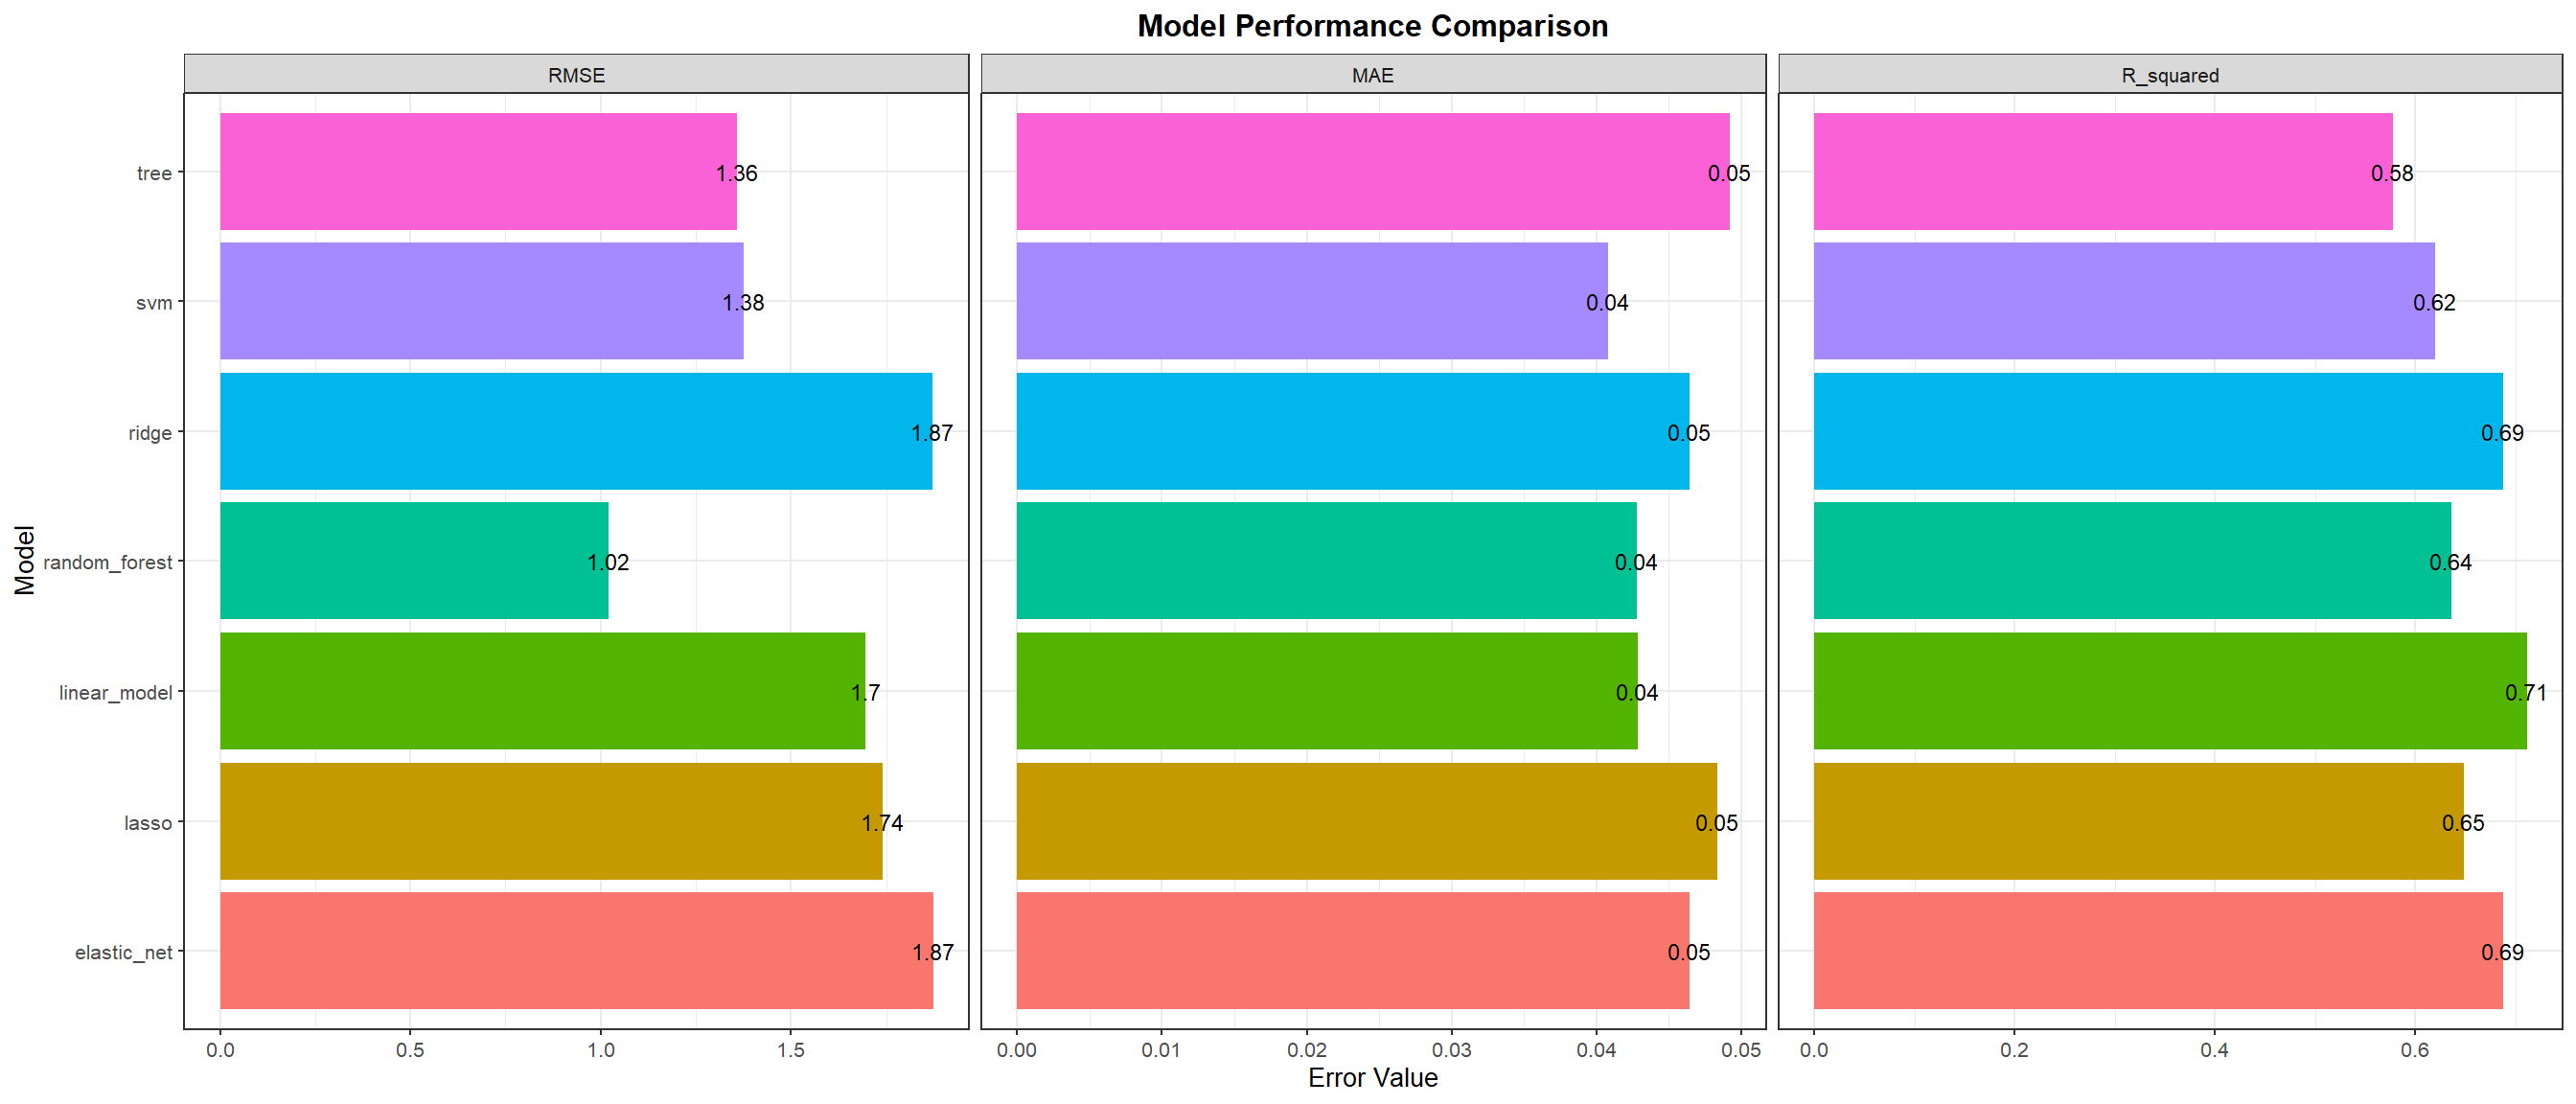 Model Performance Comparison
RMSE MAE R_squared
tree 1.36 0.05 0.58
svm 1.38 0.04 0.62
ridge 1.87 0.05 0.69
Model
random_forest 1.02 0.04 0.64
linear_model 1.7 0.04 0.71
lasso 1.74 0.05 0.65
elastic_net 1.87 0.05 0.69
0.0 0.5 1.0 1.5 0.00 0.01 0.02 0.03 0.04 0.05 0.0 0.2 0.4 0.6
Error Value